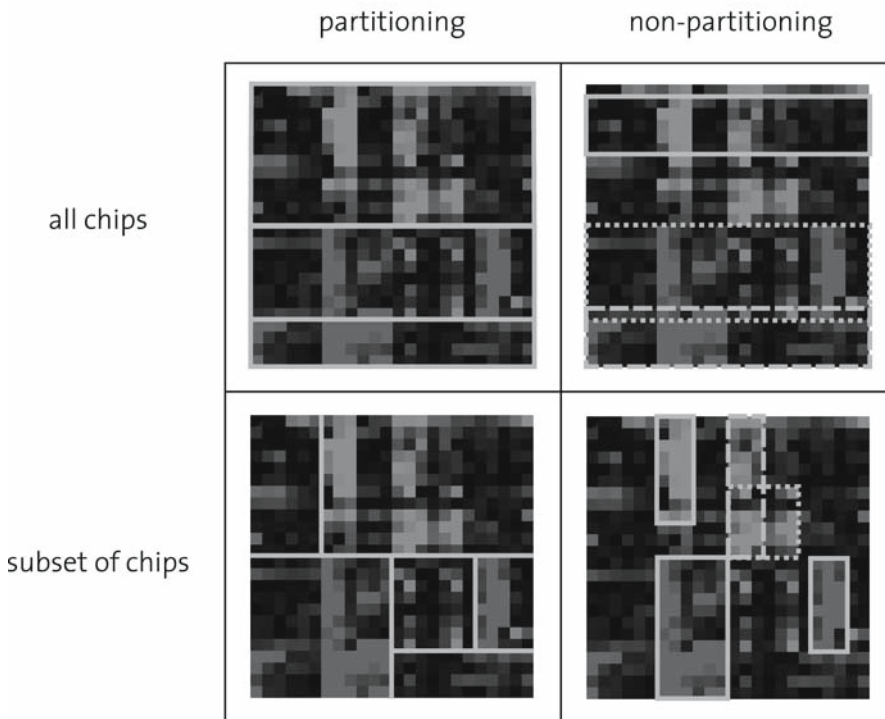 partitioning
non-partitioning
all chips
subset of chips